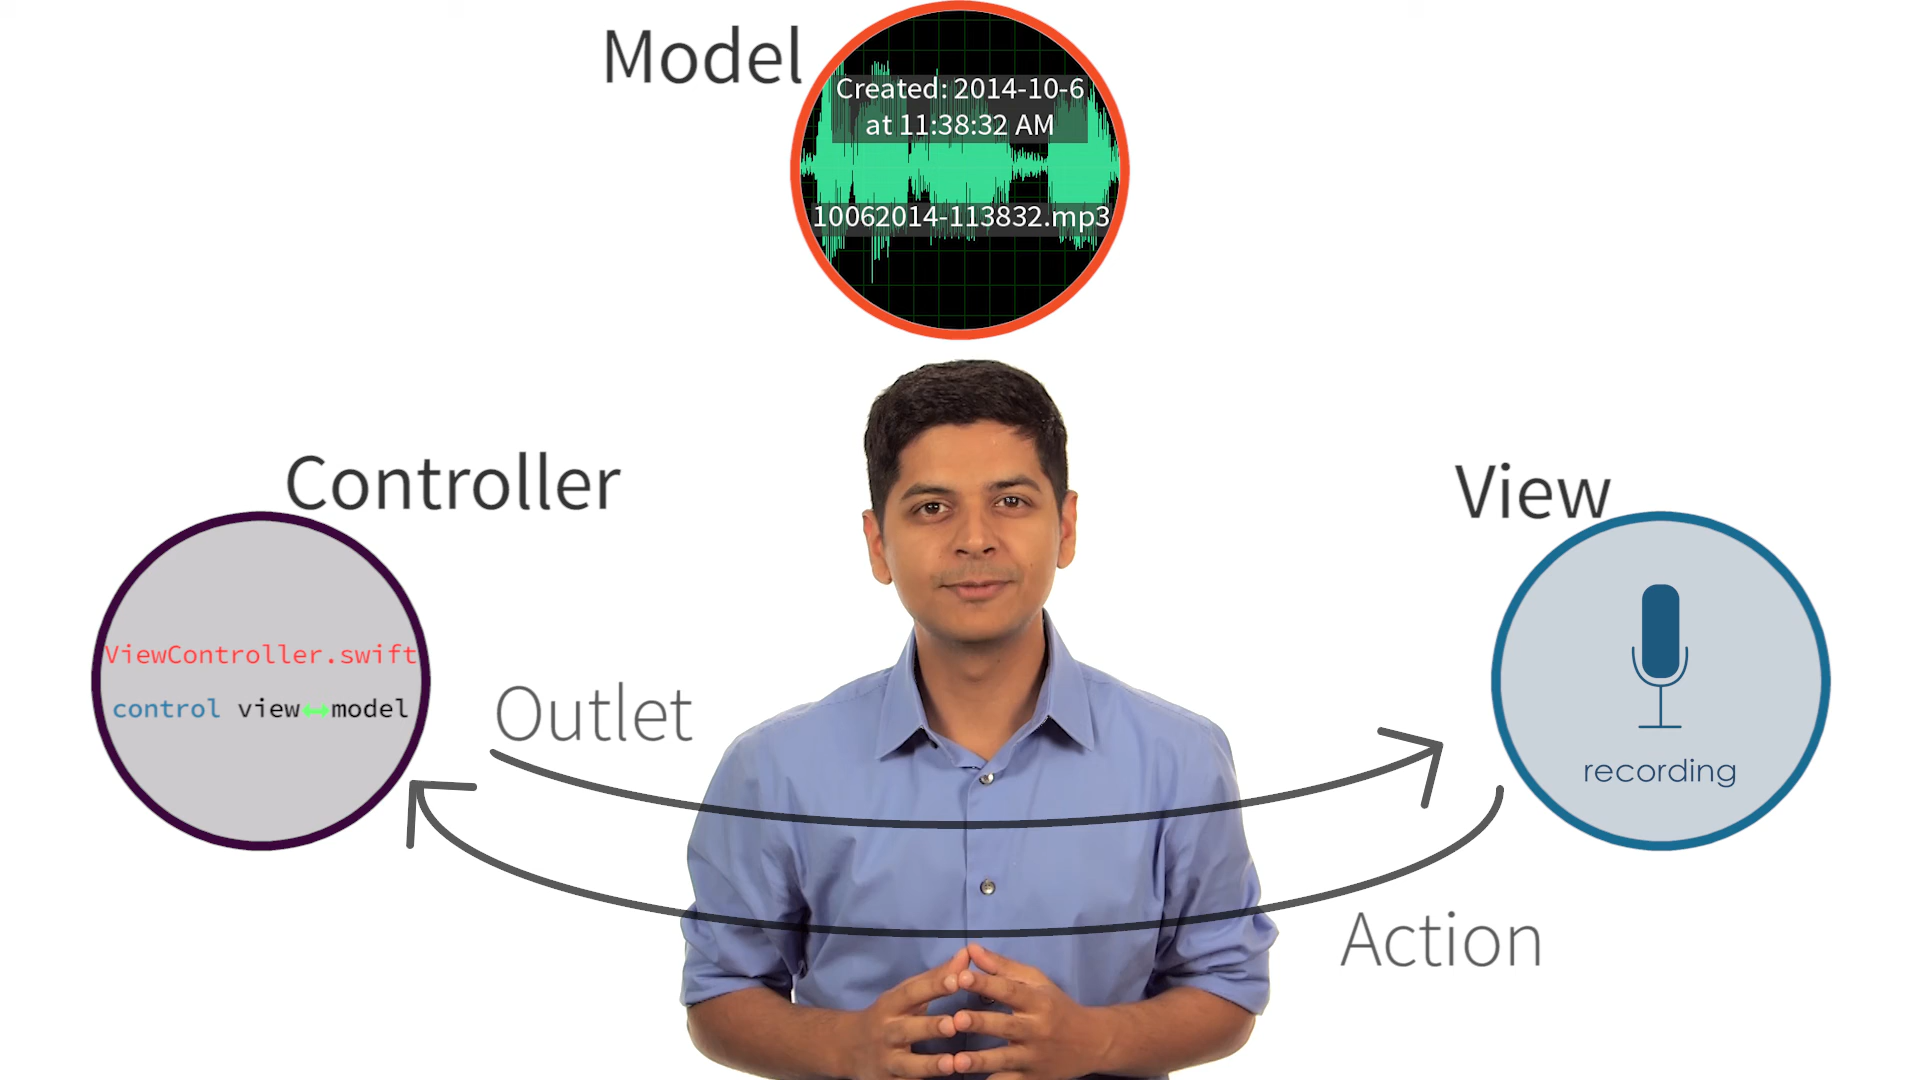 Model
Created: 2014-10-6
at 11:38:32 AM
10062014-113832.mp3
Controller
ViewController.swift
control view↔model
View
recording
Outlet
Action